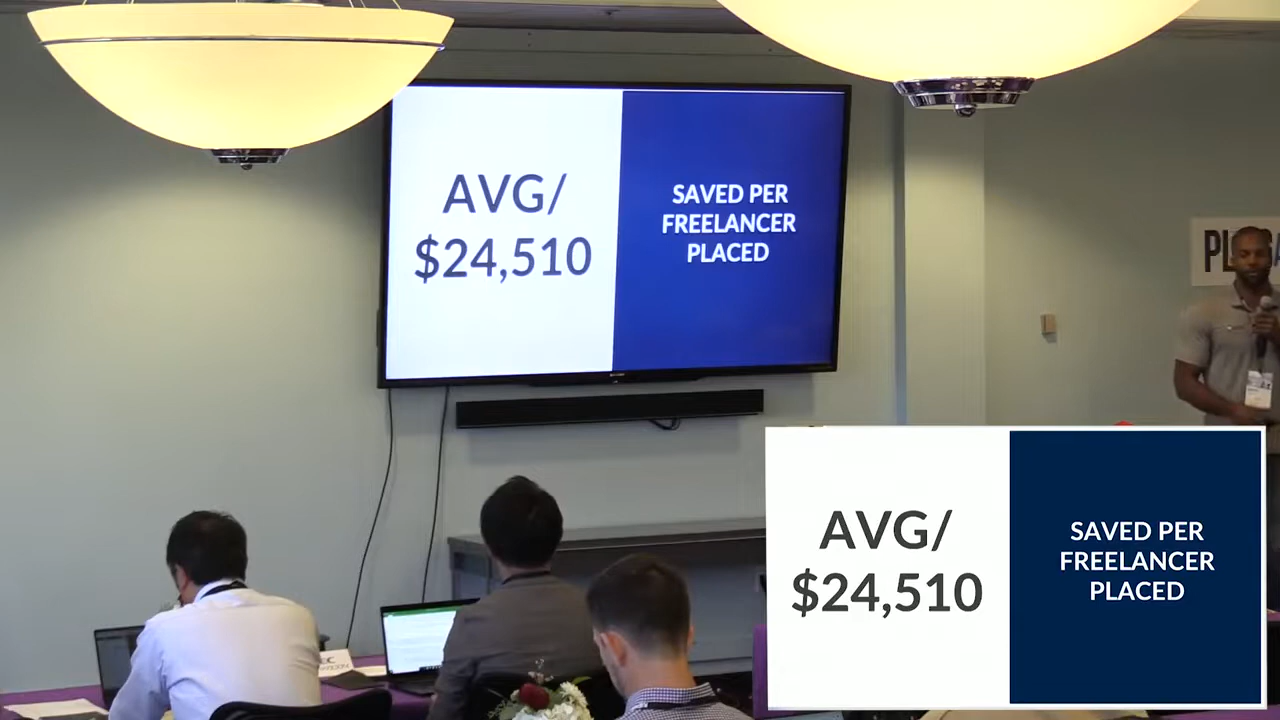 AVG/
$24,510
SAVED PER
FREELANCER
PLACED
AVG/
$24,510
SAVED PER
FREELANCER
PLACED